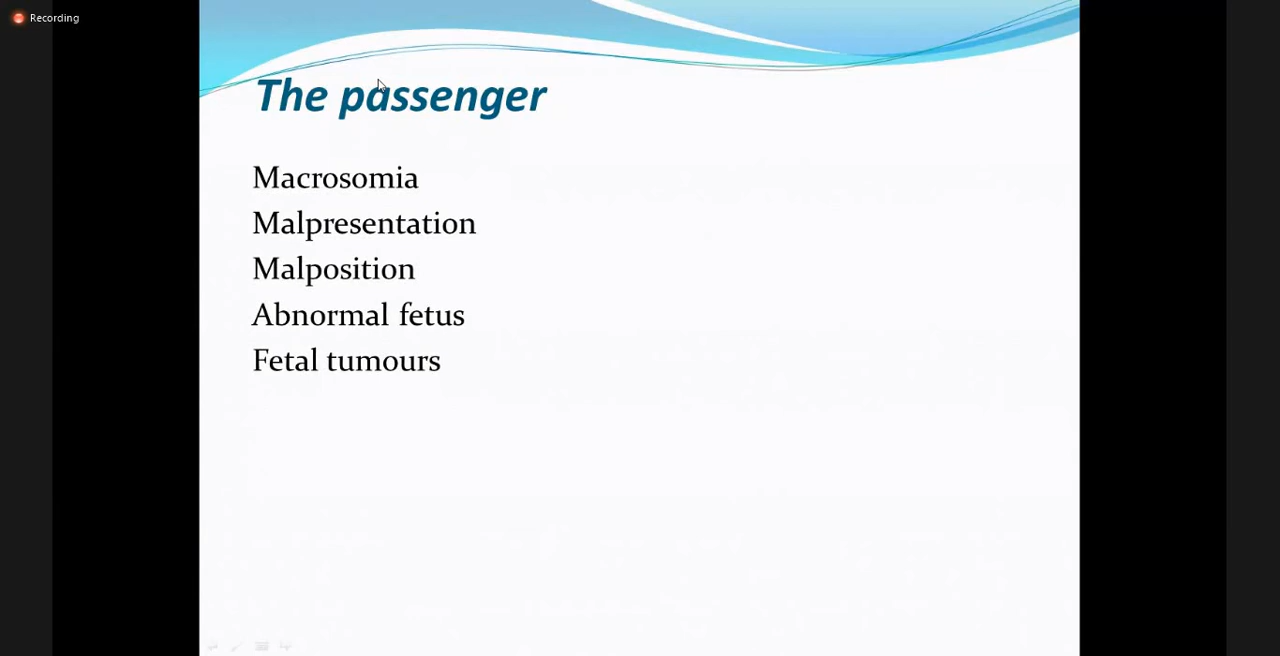 Recording
The passenger
Macrosomia
Malpresentation
Malposition
Abnormal fetus
Fetal tumours